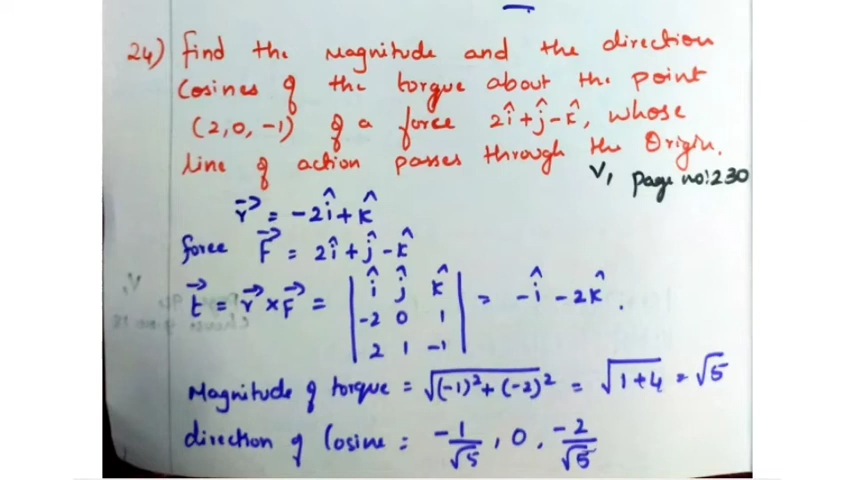 24) find the Magnitude and the direction
Cosines of the torque about the point
(2, 0, -1) of a force 2î+ĵ-k̂, whose
line of action passes through the Origin.
V, page no: 230
r⃗ = -2î+k̂
force F⃗ = 2î+ĵ-k̂
t⃗ = r⃗ × F⃗ = | î ĵ k̂ | = -î - 2k̂.
-2 0 1
2 1 -1
Magnitude of torque = √(-1)²+(-2)² = √1+4 = √5
direction of Cosine = -1/√5, 0, -2/√5